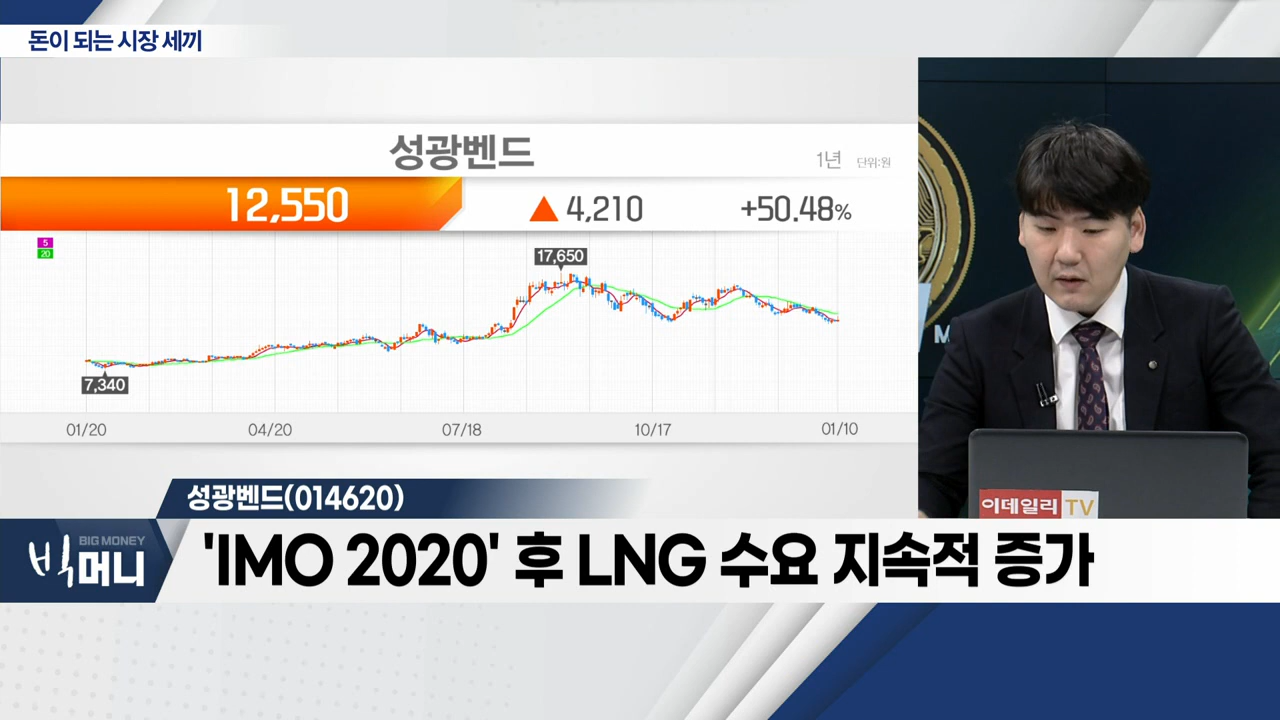 돈이 되는 시장 세끼
성광벤드
1년 단위:원
12,550 ▲ 4,210 +50.48%
5
20
17,650
7,340
01/20 04/20 07/18 10/17 01/10
M
이데일리TV
성광벤드(014620)
BIG MONEY
빅머니
'IMO 2020' 후 LNG 수요 지속적 증가